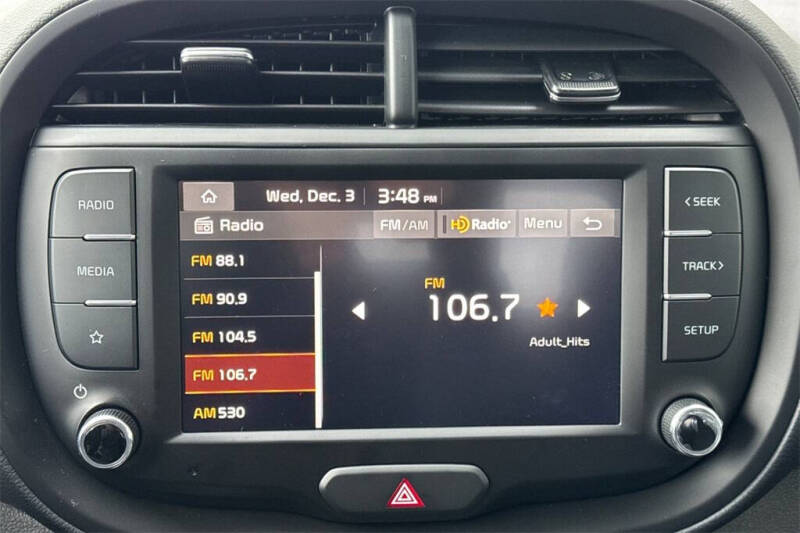 Wed, Dec. 3 3:48 PM
RADIO
MEDIA
Radio FM/AM HD Radio Menu
FM 88.1
FM 90.9
FM 104.5
FM 106.7
AM 530
FM
106.7
Adult_Hits
< SEEK
TRACK >
SETUP